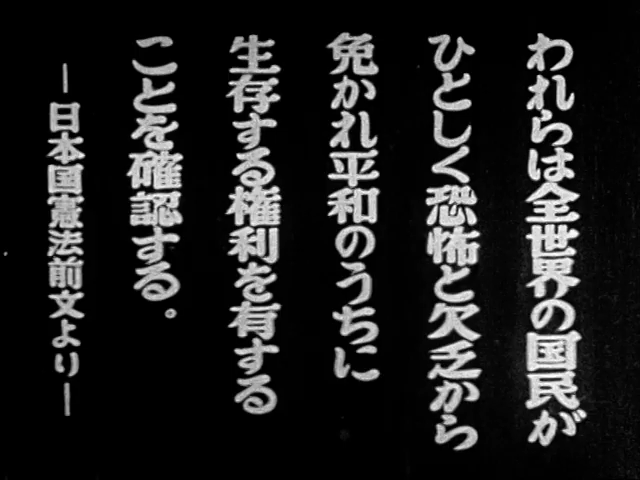 われらは全世界の国民が
ひとしく恐怖と欠乏から
免かれ平和のうちに
生存する権利を有する
ことを確認する。
―日本国憲法前文より―